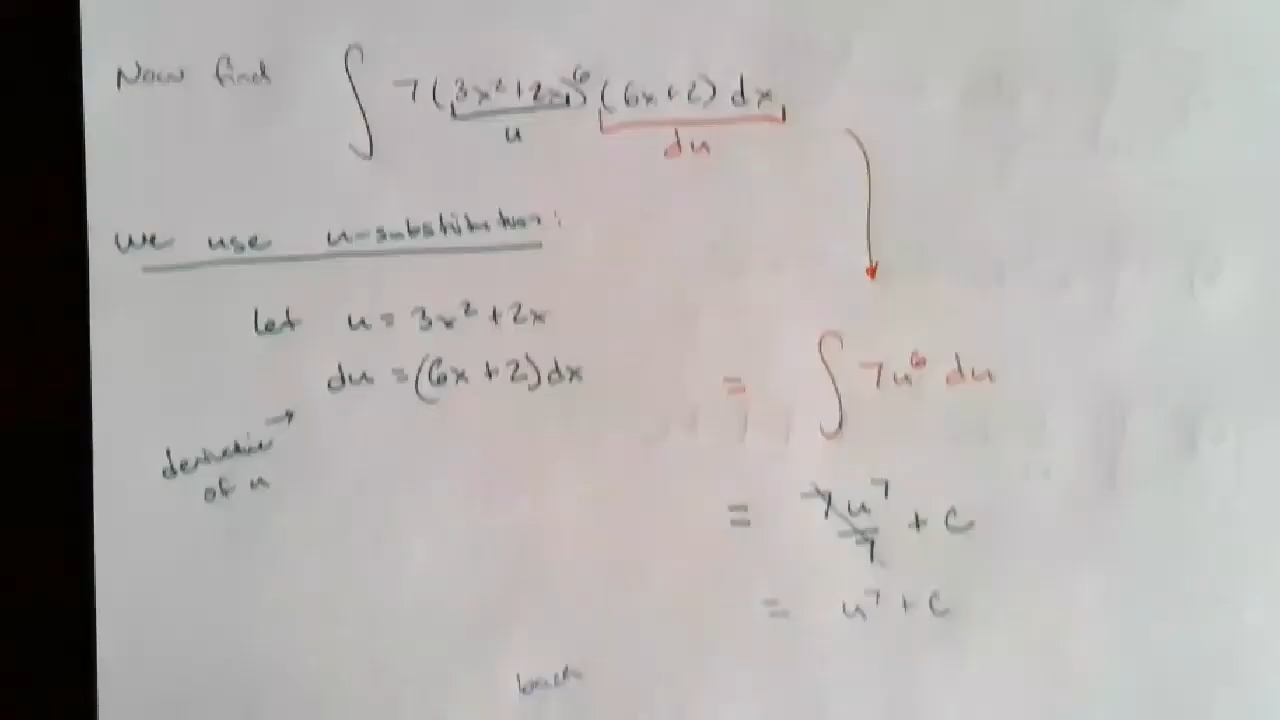 Now find ∫ 7(3x²+2x)⁶(6x+2) dx
u du
We use u-substitution:
Let u = 3x² + 2x
du = (6x + 2)dx
derivative → of u
= ∫ 7u⁶ du
= 7u⁷/7 + c
= u⁷ + c
back